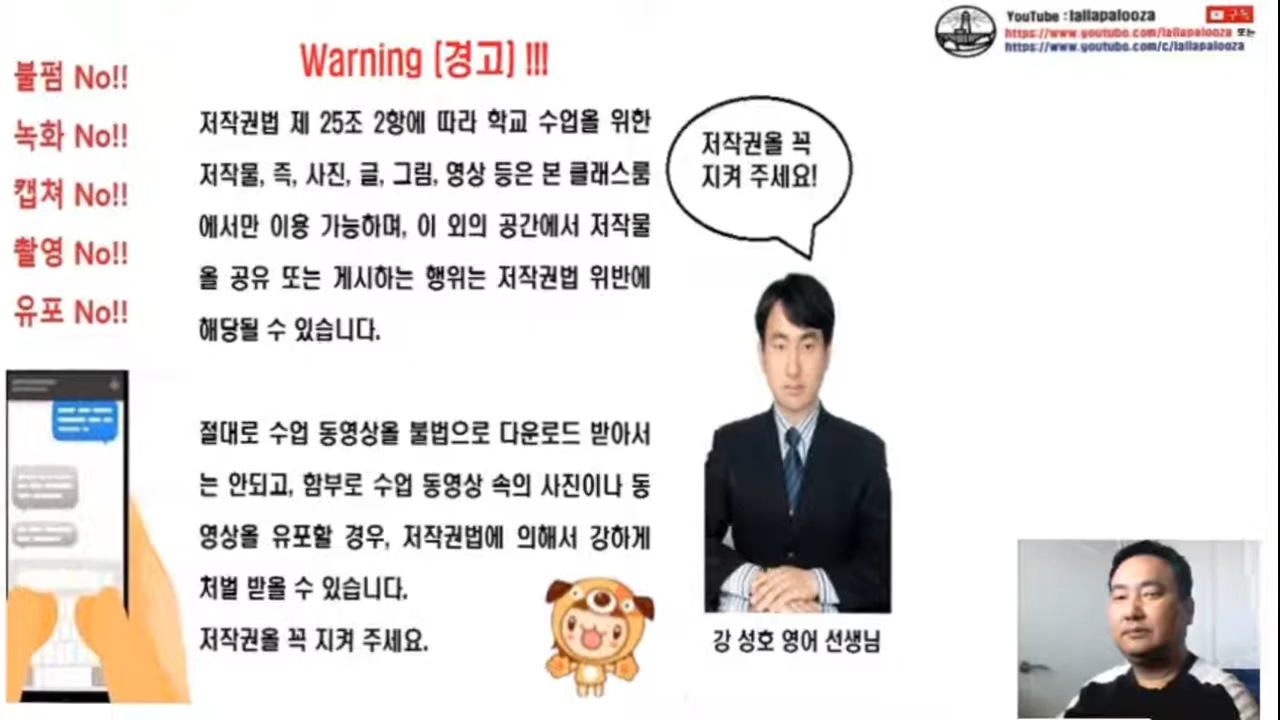 YouTube : lallapalooza
구독
https://www.youtube.com/lallapalooza 또는
https://www.youtube.com/c/lallapalooza
불펌 No!!
녹화 No!!
캡쳐 No!!
촬영 No!!
유포 No!!
Warning [경고] !!!
저작권법 제 25조 2항에 따라 학교 수업을 위한
저작물, 즉, 사진, 글, 그림, 영상 등은 본 클래스룸
에서만 이용 가능하며, 이 외의 공간에서 저작물
을 공유 또는 게시하는 행위는 저작권법 위반에
해당될 수 있습니다.
절대로 수업 동영상을 불법으로 다운로드 받아서
는 안되고, 함부로 수업 동영상 속의 사진이나 동
영상을 유포할 경우, 저작권법에 의해서 강하게
처벌 받을 수 있습니다.
저작권을 꼭 지켜 주세요.
저작권을 꼭
지켜 주세요!
강 성호 영어 선생님